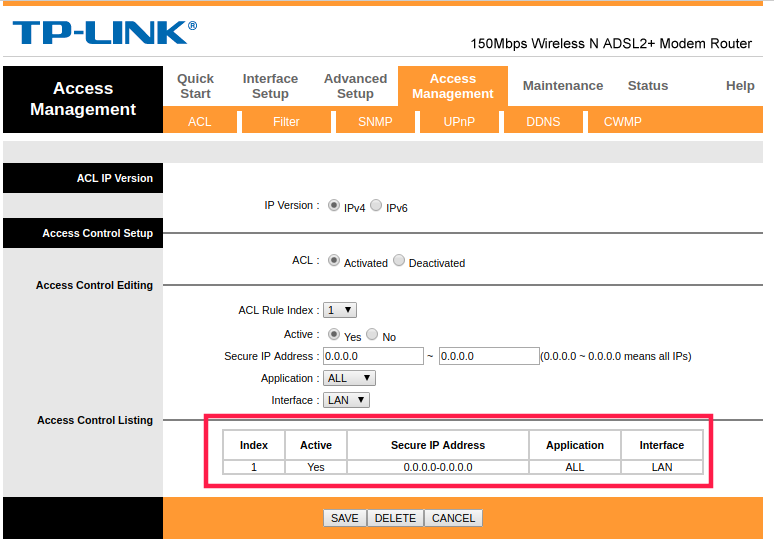 TP-LINK®
150Mbps Wireless N ADSL2+ Modem Router
Access Management
Quick Start
Interface Setup
Advanced Setup
Access Management
Maintenance
Status
Help
ACL
Filter
SNMP
UPnP
DDNS
CWMP
ACL IP Version
IP Version : IPv4 IPv6
Access Control Setup
ACL : Activated Deactivated
Access Control Editing
ACL Rule Index : 1 ▼
Active : Yes No
Secure IP Address : 0.0.0.0 ~ 0.0.0.0 (0.0.0.0 ~ 0.0.0.0 means all IPs)
Application : ALL ▼
Interface : LAN ▼
Access Control Listing
Index Active Secure IP Address Application Interface
1 Yes 0.0.0.0-0.0.0.0 ALL LAN
SAVE DELETE CANCEL